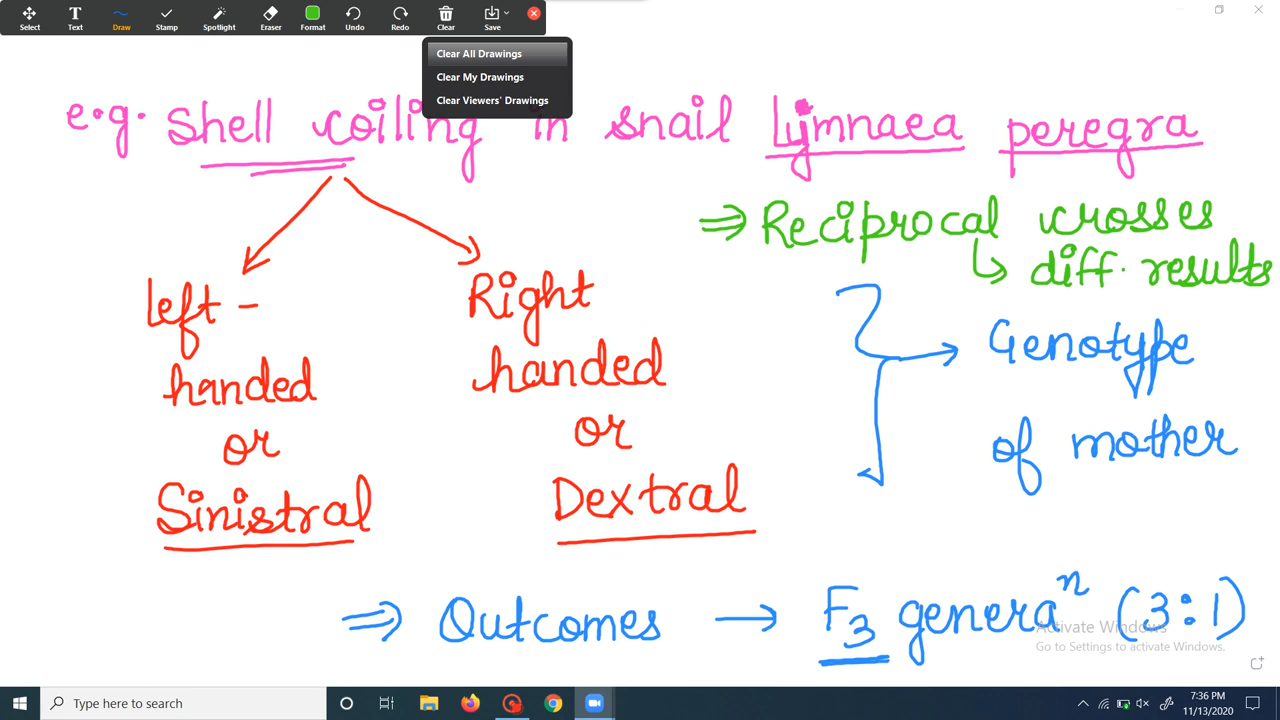 Select Text Draw Stamp Spotlight Eraser Format Undo Redo Clear Save
Clear All Drawings
Clear My Drawings
Clear Viewers' Drawings
e.g. Shell coiling in snail Lymnaea peregra
⇒ Reciprocal crosses
↳ diff. results
left -
handed
or
Sinistral
Right
handed
or
Dextral
→ Genotype
of mother
⇒ Outcomes → F3 generaⁿ (3:1)
Activate Windows
Go to Settings to activate Windows.
Type here to search
7:36 PM
11/13/2020